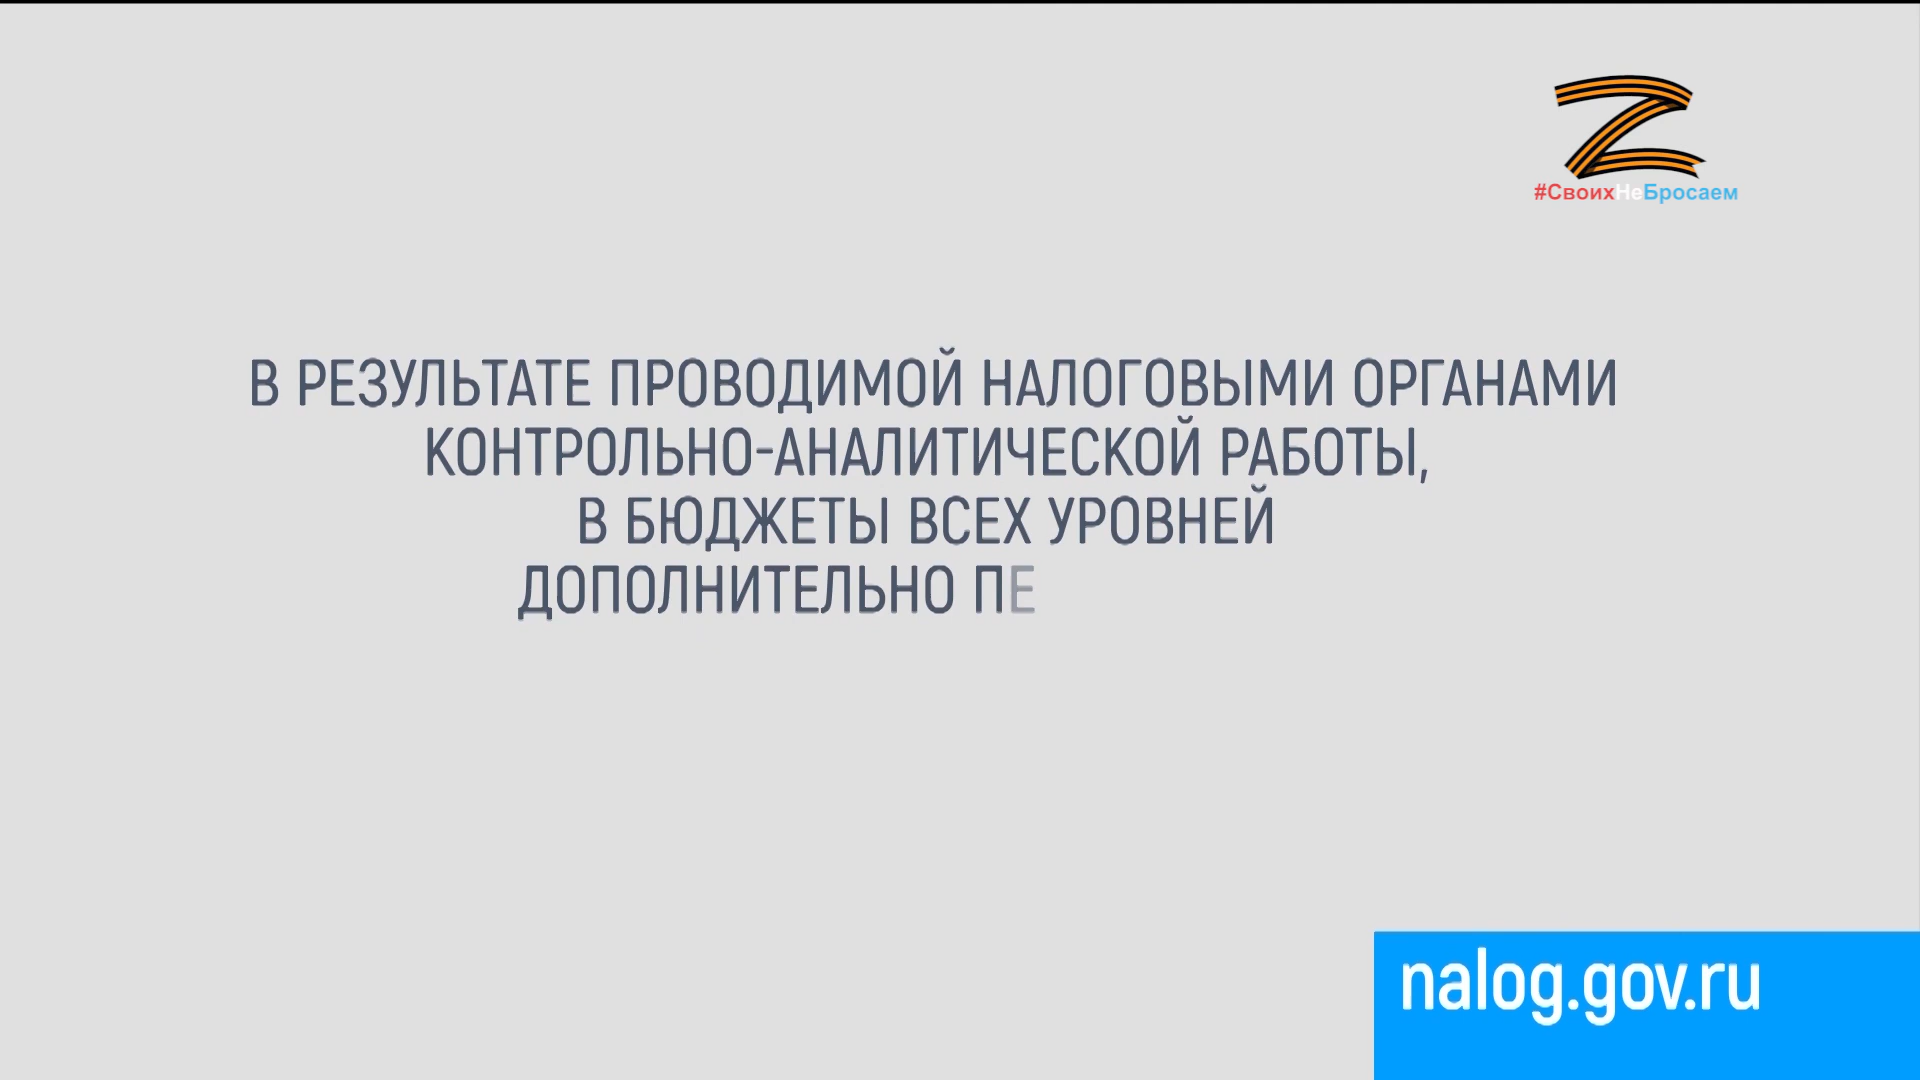 #СвоихНеБросаем
В РЕЗУЛЬТАТЕ ПРОВОДИМОЙ НАЛОГОВЫМИ ОРГАНАМИ
КОНТРОЛЬНО-АНАЛИТИЧЕСКОЙ РАБОТЫ,
В БЮДЖЕТЫ ВСЕХ УРОВНЕЙ
ДОПОЛНИТЕЛЬНО ПЕ
nalog.gov.ru